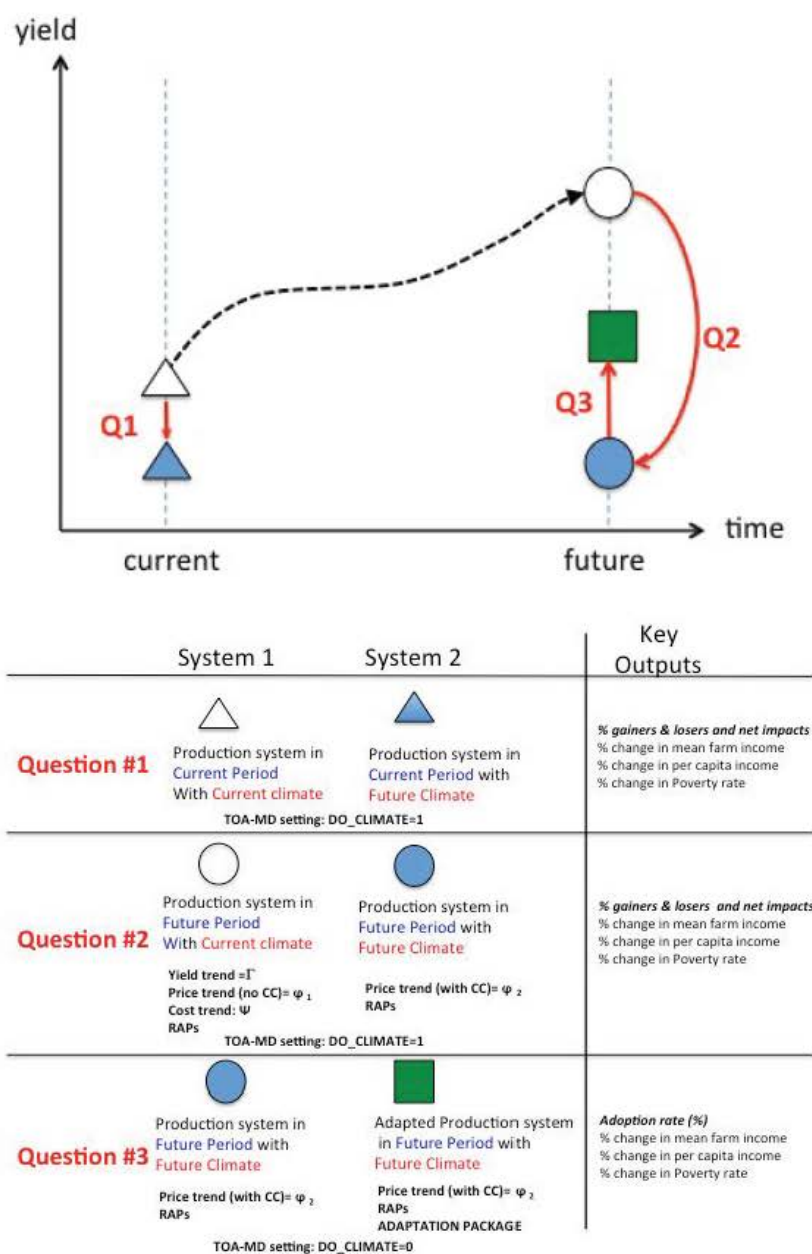 yield
Q1
Q2
Q3
time
current
future
System 1
System 2
Key
Outputs
Question #1
Production system in
Current Period
With Current climate
Production system in
Current Period with
Future Climate
TOA-MD setting: DO_CLIMATE=1
% gainers & losers and net impacts
% change in mean farm income
% change in per capita income
% change in Poverty rate
Question #2
Production system in
Future Period
With Current climate
Yield trend =Γ
Price trend (no CC)= φ 1
Cost trend: Ψ
RAPs
Production system in
Future Period with
Future Climate
Price trend (with CC)= φ 2
RAPs
TOA-MD setting: DO_CLIMATE=1
% gainers & losers and net impacts
% change in mean farm income
% change in per capita income
% change in Poverty rate
Question #3
Production system in
Future Period with
Future Climate
Price trend (with CC)= φ 2
RAPs
Adapted Production system
in Future Period with
Future Climate
Price trend (with CC)= φ 2
RAPs
ADAPTATION PACKAGE
TOA-MD setting: DO_CLIMATE=0
Adoption rate (%)
% change in mean farm income
% change in per capita income
% change in Poverty rate